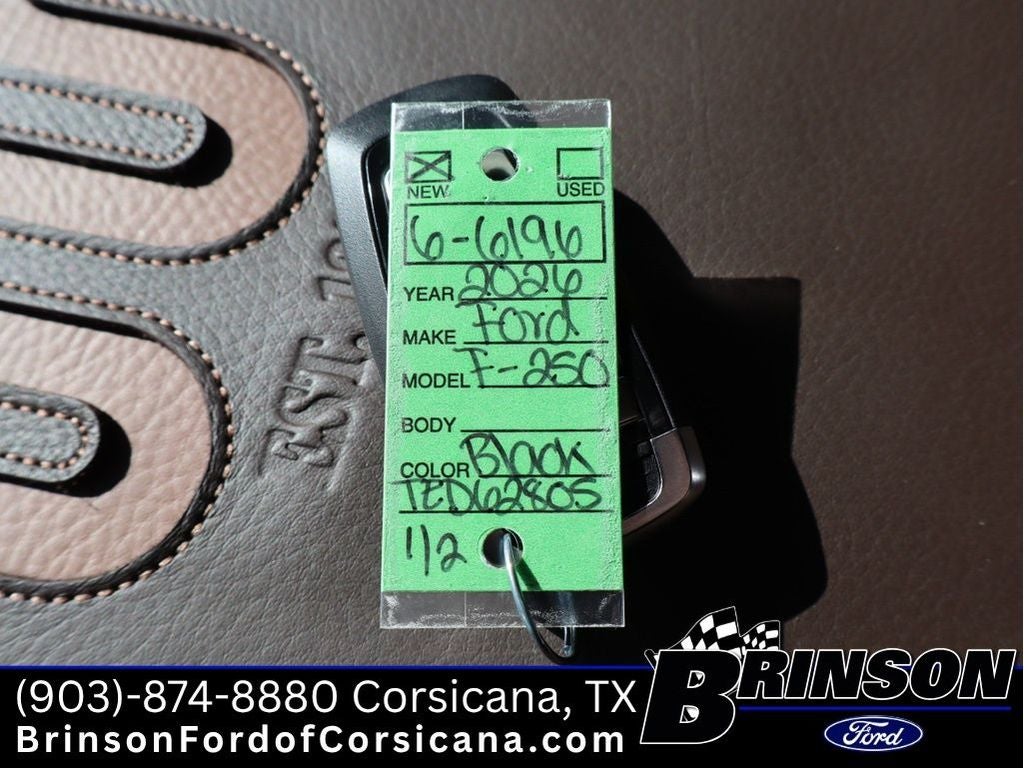 NEW USED
6-6196
YEAR 2026
MAKE Ford
MODEL F-250
BODY
COLOR Black
TED62805
1/2
EST. 1
(903)-874-8880 Corsicana, TX
BrinsonFordofCorsicana.com
BRINSON
Ford